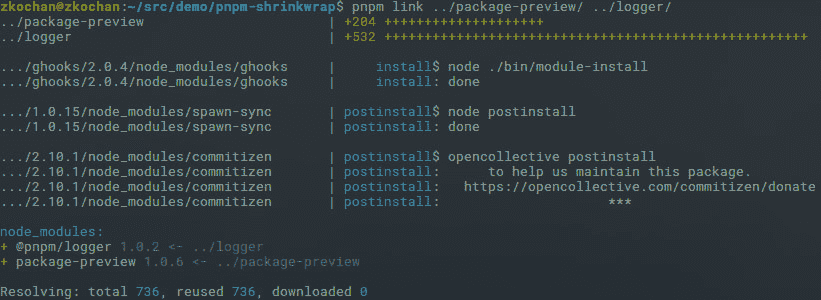 zkochan@zkochan:~/src/demo/pnpm-shrinkwrap$ pnpm link ../package-preview/ ../logger/
../package-preview | +204 ++++++++++++++++++++
../logger | +532 +++++++++++++++++++++++++++++++++++++++++++++++++++++
.../ghooks/2.0.4/node_modules/ghooks | install$ node ./bin/module-install
.../ghooks/2.0.4/node_modules/ghooks | install: done
.../1.0.15/node_modules/spawn-sync | postinstall$ node postinstall
.../1.0.15/node_modules/spawn-sync | postinstall: done
.../2.10.1/node_modules/commitizen | postinstall$ opencollective postinstall
.../2.10.1/node_modules/commitizen | postinstall: to help us maintain this package.
.../2.10.1/node_modules/commitizen | postinstall: https://opencollective.com/commitizen/donate
.../2.10.1/node_modules/commitizen | postinstall: ***
node_modules:
+ @pnpm/logger 1.0.2 <- ../logger
+ package-preview 1.0.6 <- ../package-preview
Resolving: total 736, reused 736, downloaded 0